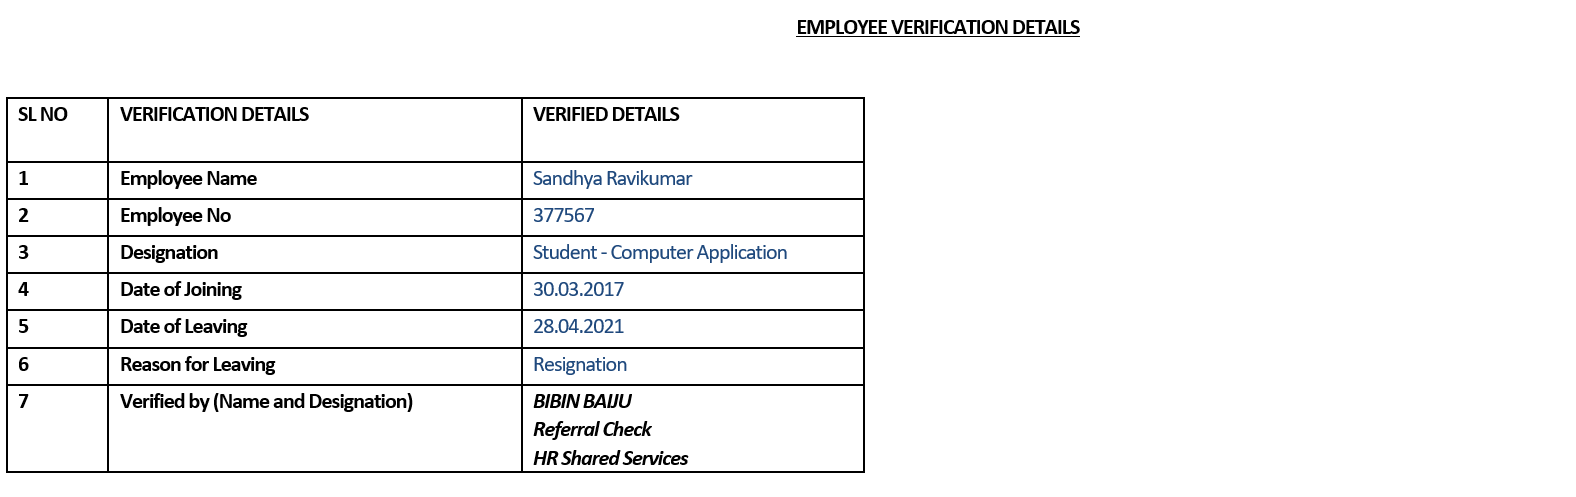 EMPLOYEE VERIFICATION DETAILS
SL NO VERIFICATION DETAILS VERIFIED DETAILS
1 Employee Name Sandhya Ravikumar
2 Employee No 377567
3 Designation Student - Computer Application
4 Date of Joining 30.03.2017
5 Date of Leaving 28.04.2021
6 Reason for Leaving Resignation
7 Verified by (Name and Designation) BIBIN BAIJU
Referral Check
HR Shared Services